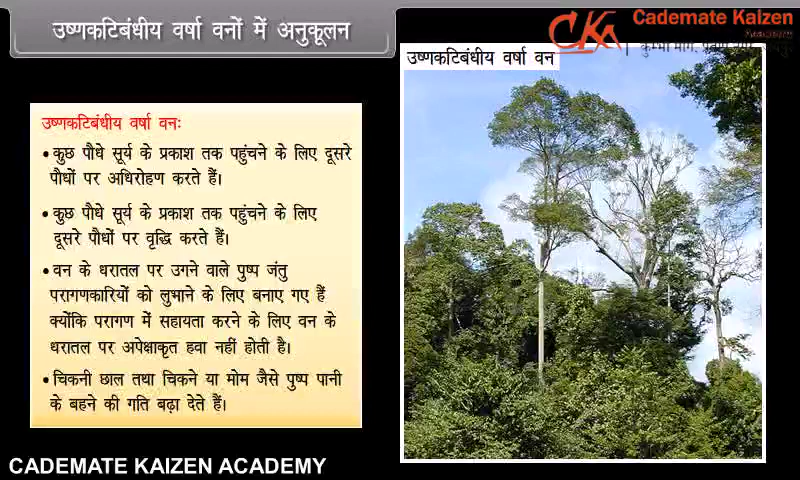 उष्णकटिबंधीय वर्षा वनों में अनुकूलन
Cademate Kaizen
Academy
उष्णकटिबंधीय वर्षा वन
उष्णकटिबंधीय वर्षा वनः
•कुछ पौधे सूर्य के प्रकाश तक पहुंचने के लिए दूसरे
पौधों पर अधिरोहण करते हैं।
•कुछ पौधे सूर्य के प्रकाश तक पहुंचने के लिए
दूसरे पौधों पर वृद्धि करते हैं।
•वन के धरातल पर उगने वाले पुष्प जंतु
परागणकारियों को लुभाने के लिए बनाए गए हैं
क्योंकि परागण में सहायता करने के लिए वन के
धरातल पर अपेक्षाकृत हवा नहीं होती है।
•चिकनी छाल तथा चिकने या मोम जैसे पुष्प पानी
के बहने की गति बढ़ा देते हैं।
CADEMATE KAIZEN ACADEMY